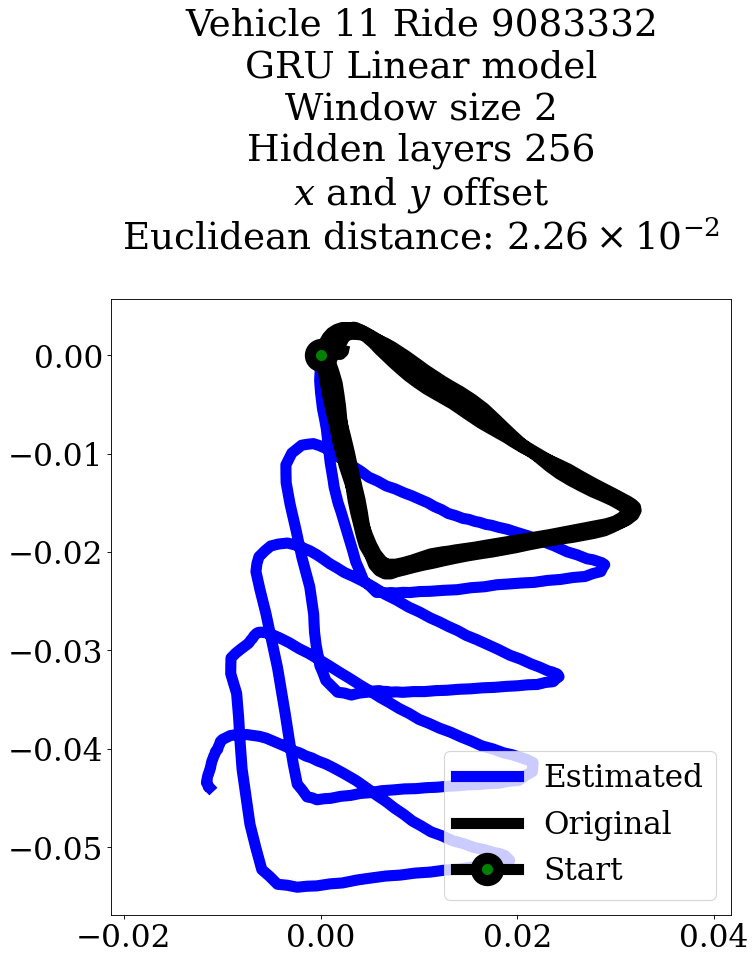 Vehicle 11 Ride 9083332
GRU Linear model
Window size 2
Hidden layers 256
x and y offset
Euclidean distance: 2.26 × 10⁻²
0.00
−0.01
−0.02
−0.03
−0.04
−0.05
Estimated
Original
Start
−0.02 0.00 0.02 0.04